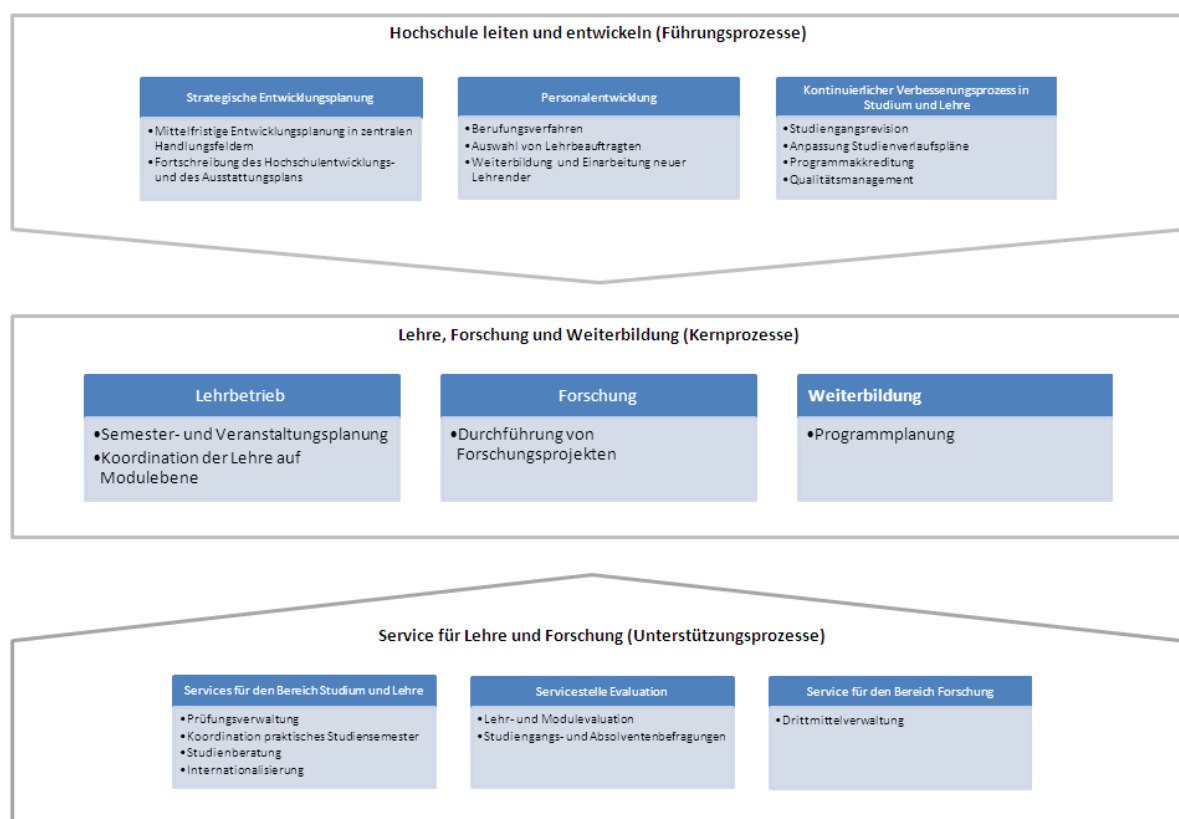 Hochschule leiten und entwickeln (Führungsprozesse)
Strategische Entwicklungsplanung
•Mittelfristige Entwicklungsplanung in zentralen
Handlungsfeldern
•Fortschreibung des Hochschulentwicklungs-
und des Ausstattungsplans
Personalentwicklung
•Berufungsverfahren
•Auswahl von Lehrbeauftragten
•Weiterbildung und Einarbeitung neuer
Lehrender
Kontinuierlicher Verbesserungsprozess in
Studium und Lehre
•Studiengangsrevision
•Anpassung Studienverlaufspläne
•Programmakkreditung
•Qualitätsmanagement
Lehre, Forschung und Weiterbildung (Kernprozesse)
Lehrbetrieb
•Semester- und Veranstaltungsplanung
•Koordination der Lehre auf
Modulebene
Forschung
•Durchführung von
Forschungsprojekten
Weiterbildung
•Programmplanung
Service für Lehre und Forschung (Unterstützungsprozesse)
Services für den Bereich Studium und Lehre
•Prüfungsverwaltung
•Koordination praktisches Studiensemester
•Studienberatung
•Internationalisierung
Servicestelle Evaluation
•Lehr- und Modulevaluation
•Studiengangs- und Absolventenbefragungen
Service für den Bereich Forschung
•Drittmittelverwaltung